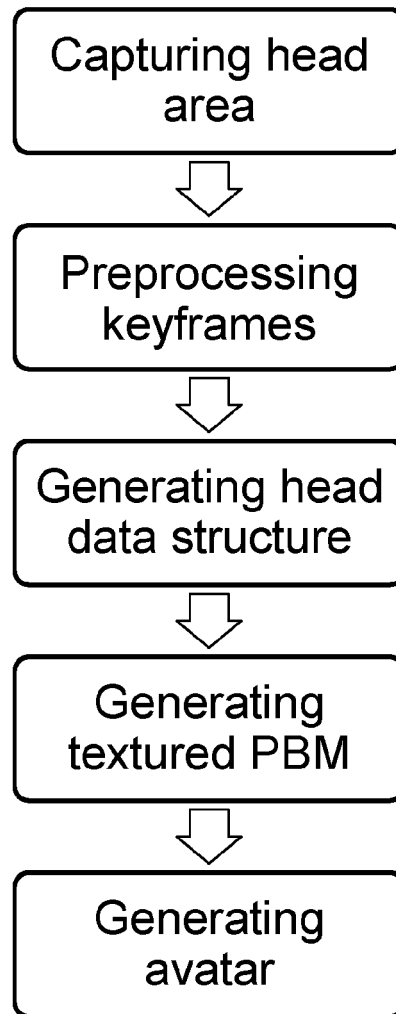 Capturing head
area
Preprocessing
keyframes
Generating head
data structure
Generating
textured PBM
Generating
avatar